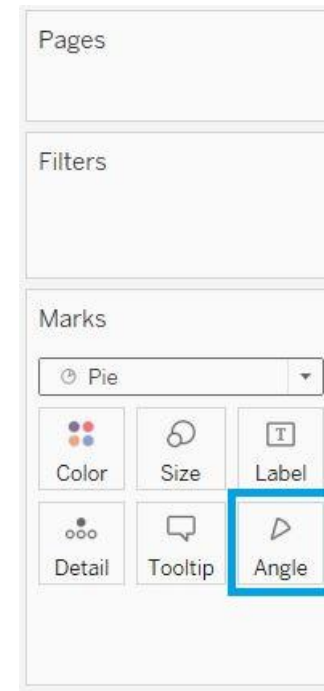 Pages
Filters
Marks
Pie
Color Size Label
Detail Tooltip Angle